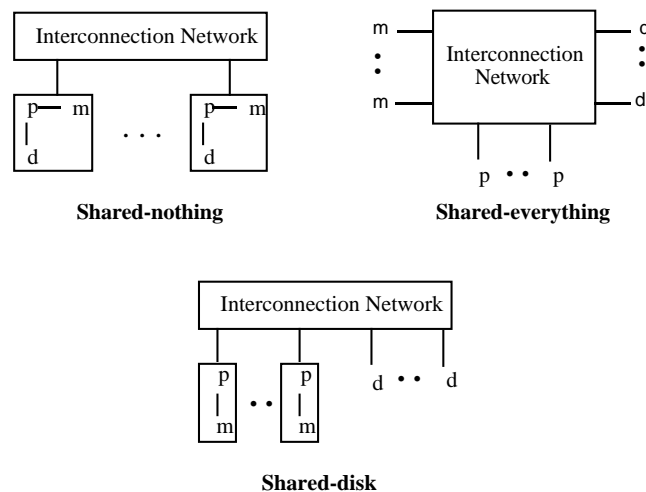 Interconnection Network
p m
d
. . .
p m
d
Shared-nothing
m
m
Interconnection
Network
d
d
p p
Shared-everything
Interconnection Network
p
m
p
m
d d
Shared-disk